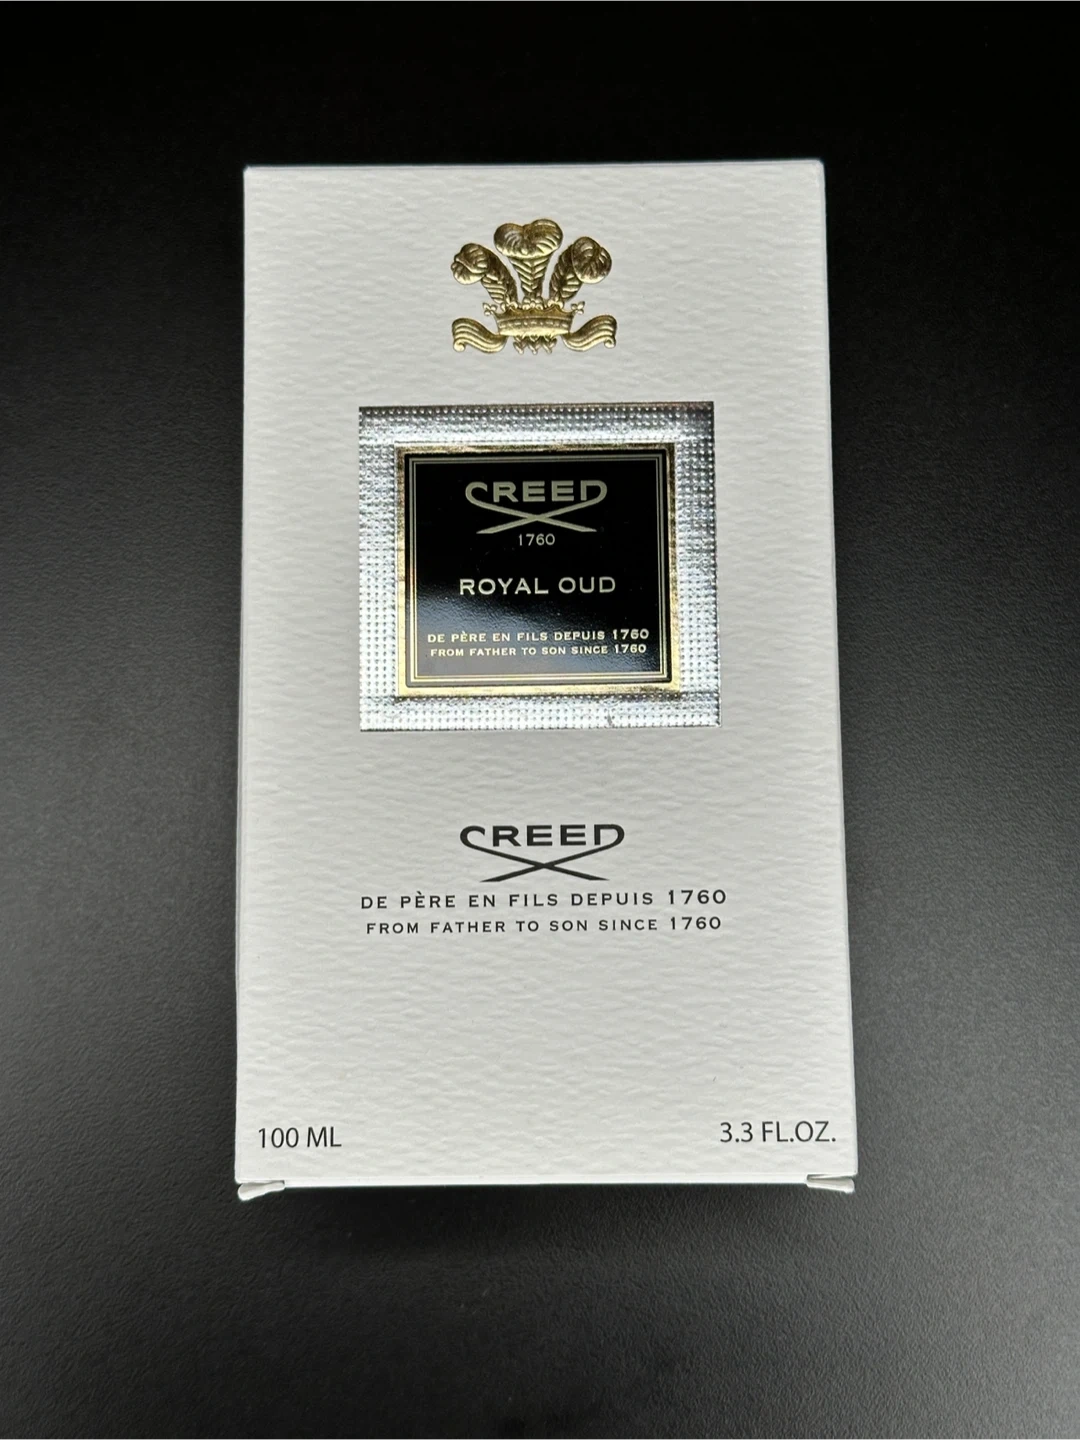 CREED
1760
ROYAL OUD
DE PÈRE EN FILS DEPUIS 1760
FROM FATHER TO SON SINCE 1760
CREED
DE PÈRE EN FILS DEPUIS 1760
FROM FATHER TO SON SINCE 1760
100 ML
3.3 FL.OZ.